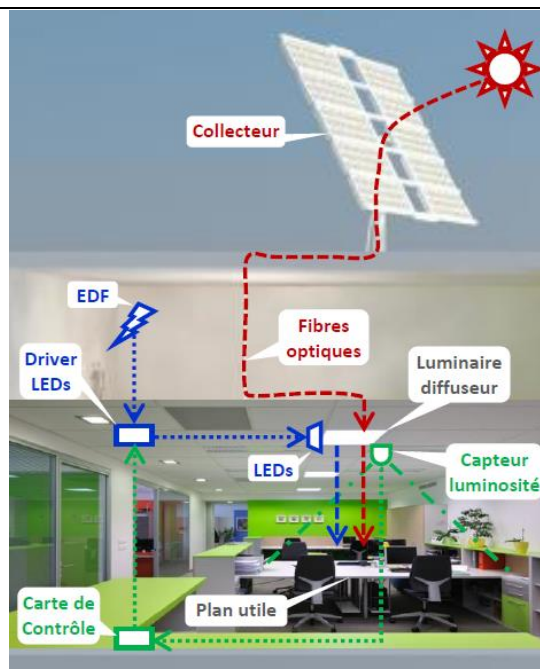 Collecteur
EDF
Driver
LEDs
Fibres
optiques
Luminaire
diffuseur
LEDs
Capteur
luminosité
Plan utile
Carte de
Contrôle